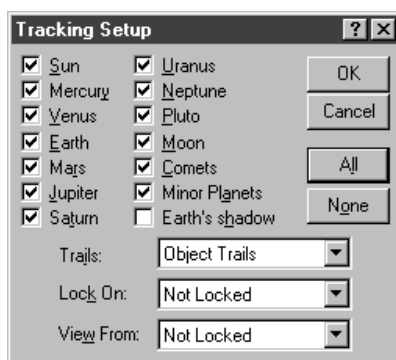 Tracking Setup
Sun
Uranus
OK
Mercury
Neptune
Venus
Pluto
Cancel
Earth
Moon
Mars
Comets
All
Jupiter
Minor Planets
Saturn
Earth's shadow
None
Trails: Object Trails
Lock On: Not Locked
View From: Not Locked